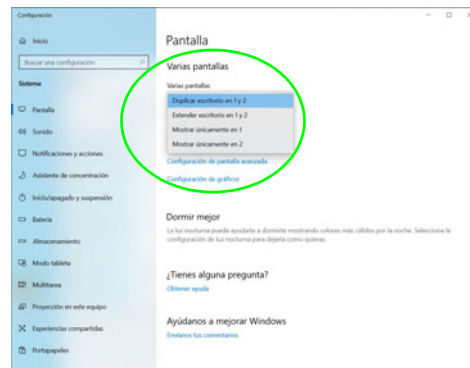 Configuración
Inicio
Buscar una configuración
Sistema
Pantalla
Sonido
Notificaciones y acciones
Asistente de concentración
Inicio/apagado y suspensión
Batería
Almacenamiento
Modo tableta
Multitarea
Proyección en este equipo
Experiencias compartidas
Portapapeles
Pantalla
Varias pantallas
Varias pantallas
Duplicar escritorio en 1 y 2
Extender escritorio en 1 y 2
Mostrar únicamente en 1
Mostrar únicamente en 2
Configuración de pantalla avanzada
Configuración de gráficos
Dormir mejor
La luz nocturna puede ayudarte a dormirte mostrando colores más cálidos por la noche. Selecciona la
configuración de luz nocturna para dejarla como quieras.
¿Tienes alguna pregunta?
Obtener ayuda
Ayúdanos a mejorar Windows
Envíanos tus comentarios